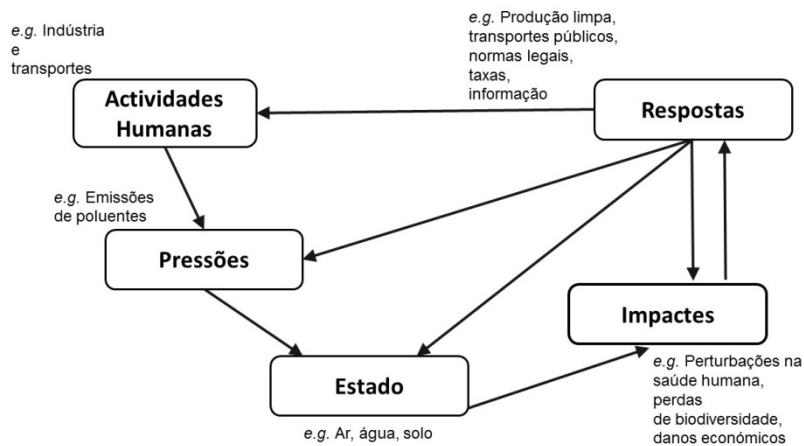 e.g. Indústria
e
transportes
Actividades
Humanas
e.g. Produção limpa,
transportes públicos,
normas legais,
taxas,
informação
Respostas
e.g. Emissões
de poluentes
Pressões
Impactes
Estado
e.g. Ar, água, solo
e.g. Perturbações na
saúde humana,
perdas
de biodiversidade,
danos económicos